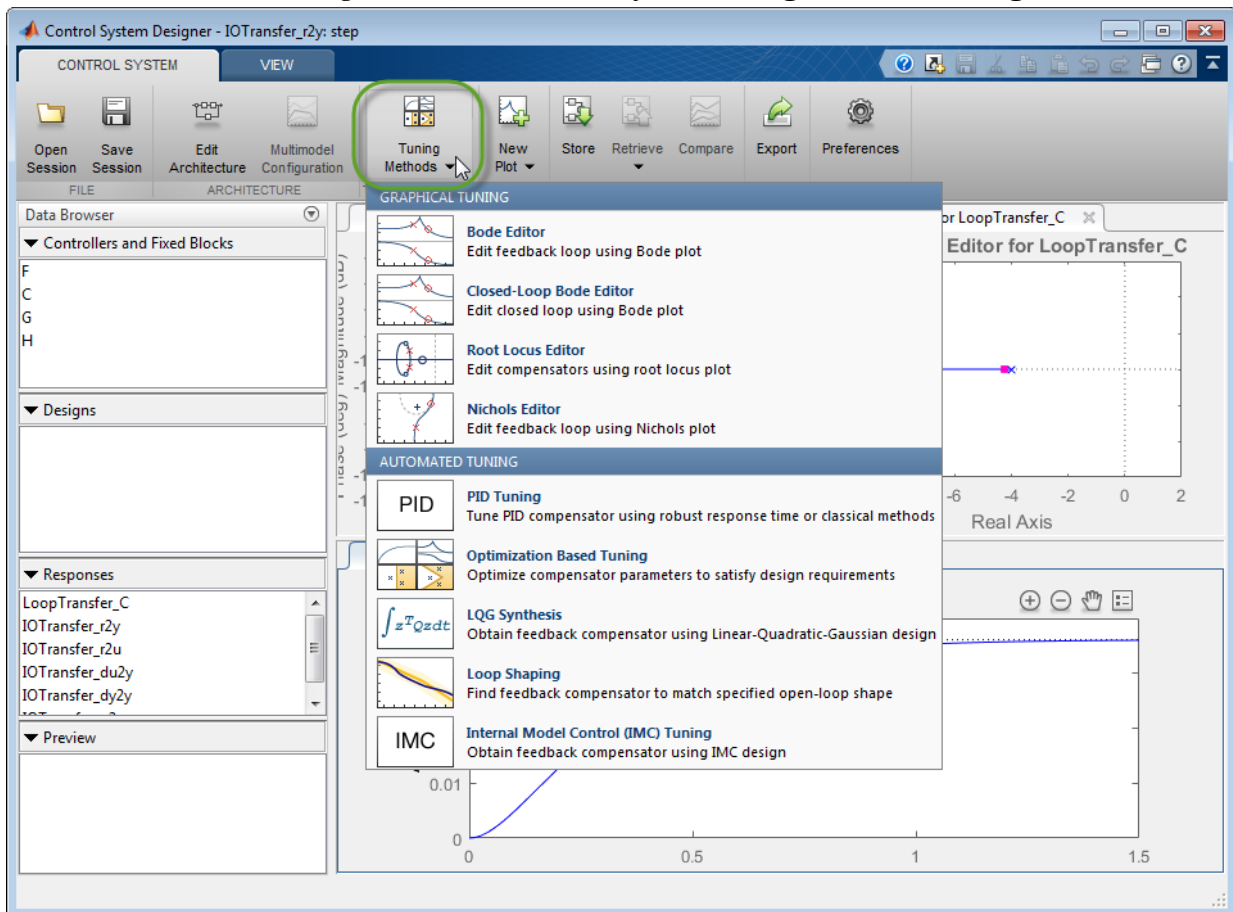 Control System Designer - IOTransfer_r2y: step
CONTROL SYSTEM
VIEW
Open Session
Save Session
Edit Architecture
Multimodel Configuration
Tuning Methods
New Plot
Store
Retrieve
Compare
Export
Preferences
FILE
ARCHITECTURE
Data Browser
Controllers and Fixed Blocks
F
C
G
H
Designs
Responses
LoopTransfer_C
IOTransfer_r2y
IOTransfer_r2u
IOTransfer_du2y
IOTransfer_dy2y
Preview
GRAPHICAL TUNING
Bode Editor
Edit feedback loop using Bode plot
Closed-Loop Bode Editor
Edit closed loop using Bode plot
Root Locus Editor
Edit compensators using root locus plot
Nichols Editor
Edit feedback loop using Nichols plot
AUTOMATED TUNING
PID
PID Tuning
Tune PID compensator using robust response time or classical methods
Optimization Based Tuning
Optimize compensator parameters to satisfy design requirements
∫zᵀQzdt
LQG Synthesis
Obtain feedback compensator using Linear-Quadratic-Gaussian design
Loop Shaping
Find feedback compensator to match specified open-loop shape
IMC
Internal Model Control (IMC) Tuning
Obtain feedback compensator using IMC design
or LoopTransfer_C
Editor for LoopTransfer_C
-6 -4 -2 0 2
Real Axis
0.01
0
0 0.5 1 1.5